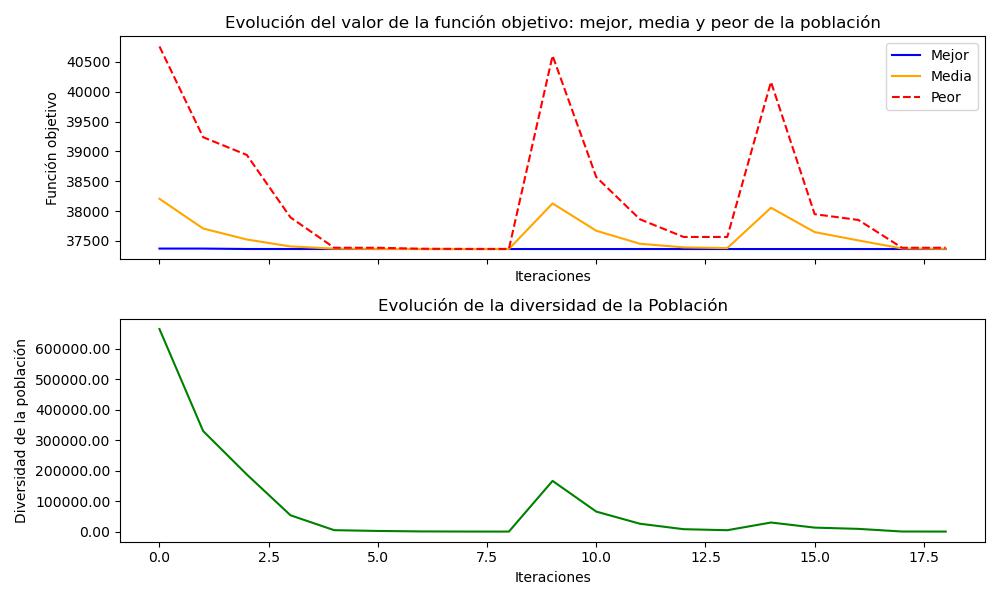 Evolución del valor de la función objetivo: mejor, media y peor de la población
Función objetivo
40500
40000
39500
39000
38500
38000
37500
Mejor
Media
Peor
Iteraciones
Evolución de la diversidad de la Población
Diversidad de la población
600000.00
500000.00
400000.00
300000.00
200000.00
100000.00
0.00
0.0 2.5 5.0 7.5 10.0 12.5 15.0 17.5
Iteraciones